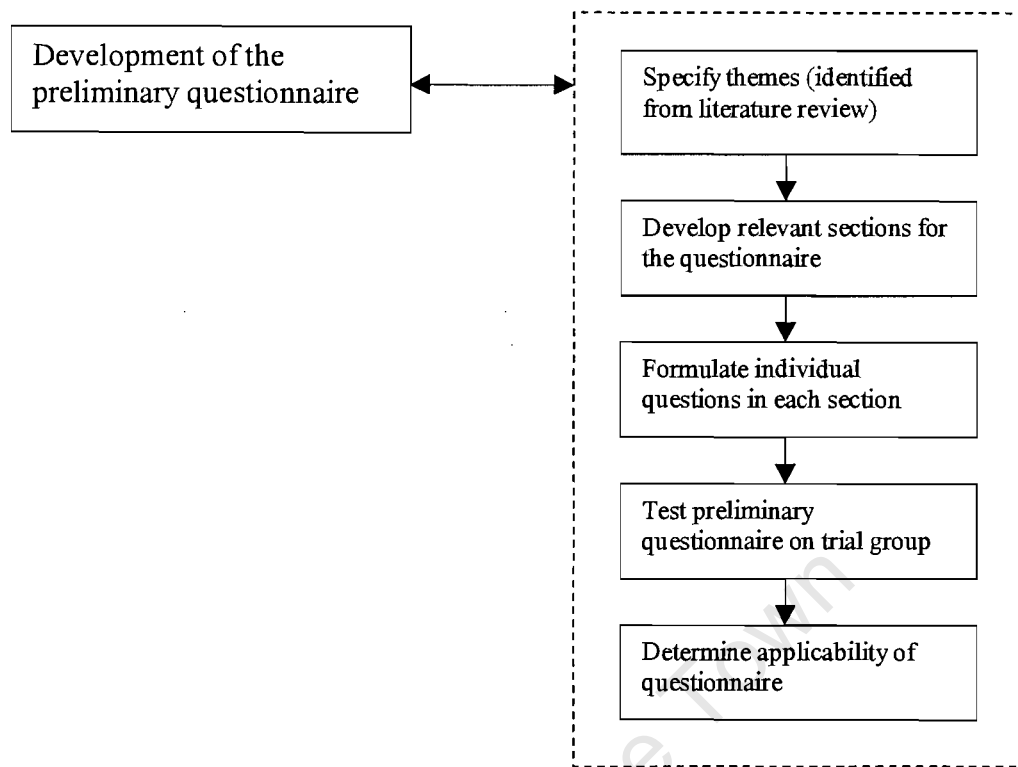 Development of the
preliminary questionnaire
Specify themes (identified
from literature review)
Develop relevant sections for
the questionnaire
Formulate individual
questions in each section
Test preliminary
questionnaire on trial group
Determine applicability of
questionnaire
e Town